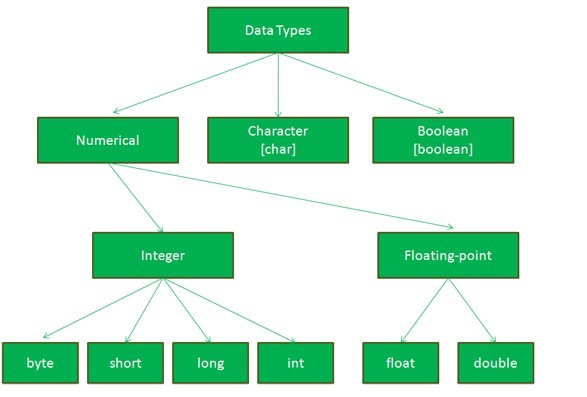 Data Types
Numerical
Character
[char]
Boolean
[boolean]
Integer
Floating-point
byte
short
long
int
float
double